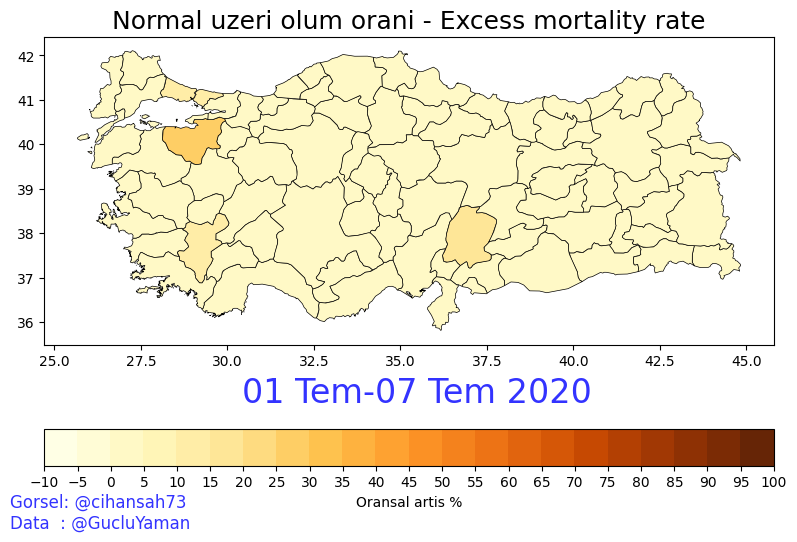 Normal uzeri olum orani - Excess mortality rate
42
41
40
39
38
37
36
25.0 27.5 30.0 32.5 35.0 37.5 40.0 42.5 45.0
01 Tem-07 Tem 2020
−10 −5 0 5 10 15 20 25 30 35 40 45 50 55 60 65 70 75 80 85 90 95 100
Oransal artis %
Gorsel: @cihansah73
Data  : @GucluYaman